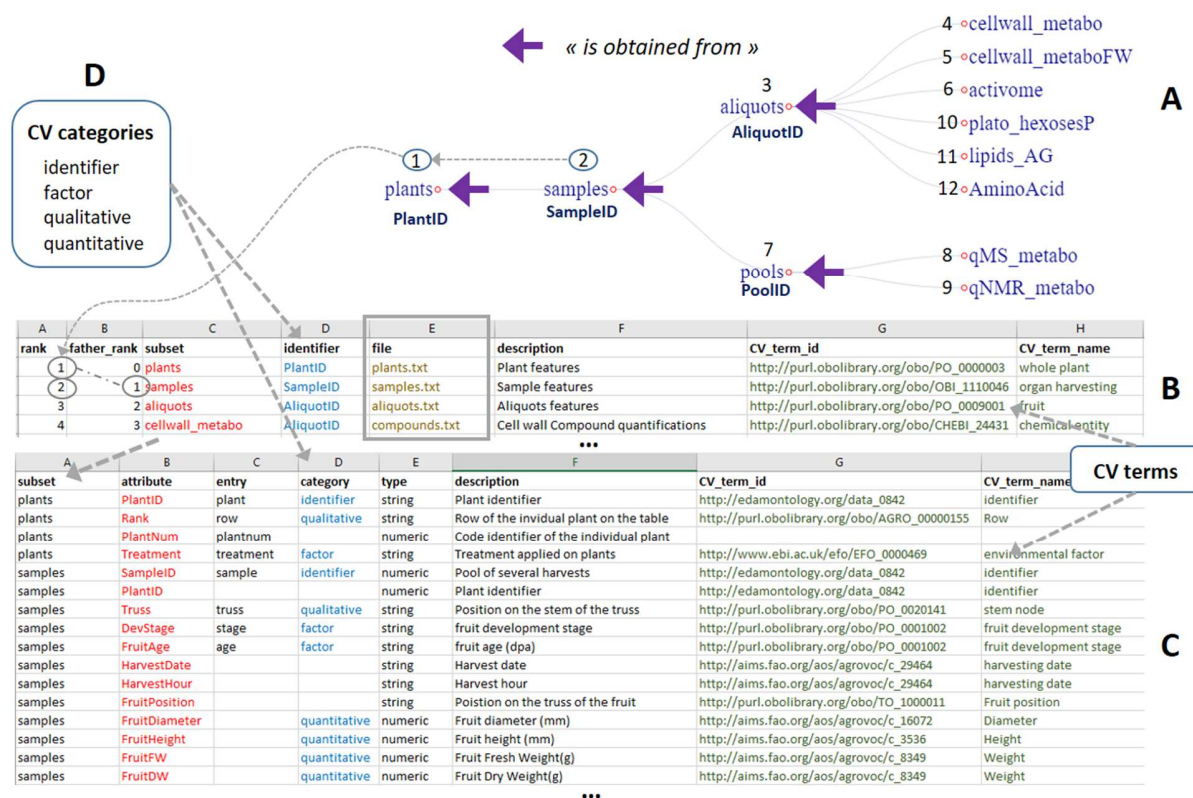 « is obtained from »
A
4 cellwall_metabo
5 cellwall_metaboFW
6 activome
10 plato_hexosesP
11 lipids_AG
12 AminoAcid
3
aliquots
AliquotID
1
plants
PlantID
2
samples
SampleID
7
pools
PoolID
8 qMS_metabo
9 qNMR_metabo
D
CV categories
identifier
factor
qualitative
quantitative
A B C D E F G H
rank father_rank subset identifier file description CV_term_id CV_term_name
1 0 plants PlantID plants.txt Plant features http://purl.obolibrary.org/obo/PO_0000003 whole plant
2 1 samples SampleID samples.txt Sample features http://purl.obolibrary.org/obo/OBI_1110046 organ harvesting
3 2 aliquots AliquotID aliquots.txt Aliquots features http://purl.obolibrary.org/obo/PO_0009001 fruit
4 3 cellwall_metabo AliquotID compounds.txt Cell wall Compound quantifications http://purl.obolibrary.org/obo/CHEBI_24431 chemical entity
...
B
CV terms
A B C D E F G
subset attribute entry category type description CV_term_id CV_term_name
plants PlantID plant identifier string Plant identifier http://edamontology.org/data_0842 identifier
plants Rank row qualitative string Row of the invidual plant on the table http://purl.obolibrary.org/obo/AGRO_00000155 Row
plants PlantNum plantnum numeric Code identifier of the individual plant
plants Treatment treatment factor string Treatment applied on plants http://www.ebi.ac.uk/efo/EFO_0000469 environmental factor
samples SampleID sample identifier numeric Pool of several harvests http://edamontology.org/data_0842 identifier
samples PlantID numeric Plant identifier http://edamontology.org/data_0842 identifier
samples Truss truss qualitative string Position on the stem of the truss http://purl.obolibrary.org/obo/PO_0020141 stem node
samples DevStage stage factor string fruit development stage http://purl.obolibrary.org/obo/PO_0001002 fruit development stage
samples FruitAge age factor string fruit age (dpa) http://purl.obolibrary.org/obo/PO_0001002 fruit development stage
samples HarvestDate string Harvest date http://aims.fao.org/aos/agrovoc/c_29464 harvesting date
samples HarvestHour string Harvest hour http://aims.fao.org/aos/agrovoc/c_29464 harvesting date
samples FruitPosition string Poistion on the truss of the fruit http://purl.obolibrary.org/obo/TO_1000011 Fruit position
samples FruitDiameter quantitative numeric Fruit diameter (mm) http://aims.fao.org/aos/agrovoc/c_16072 Diameter
samples FruitHeight quantitative numeric Fruit height (mm) http://aims.fao.org/aos/agrovoc/c_3536 Height
samples FruitFW quantitative numeric Fruit Fresh Weight(g) http://aims.fao.org/aos/agrovoc/c_8349 Weight
samples FruitDW quantitative numeric Fruit Dry Weight(g) http://aims.fao.org/aos/agrovoc/c_8349 Weight
...
C